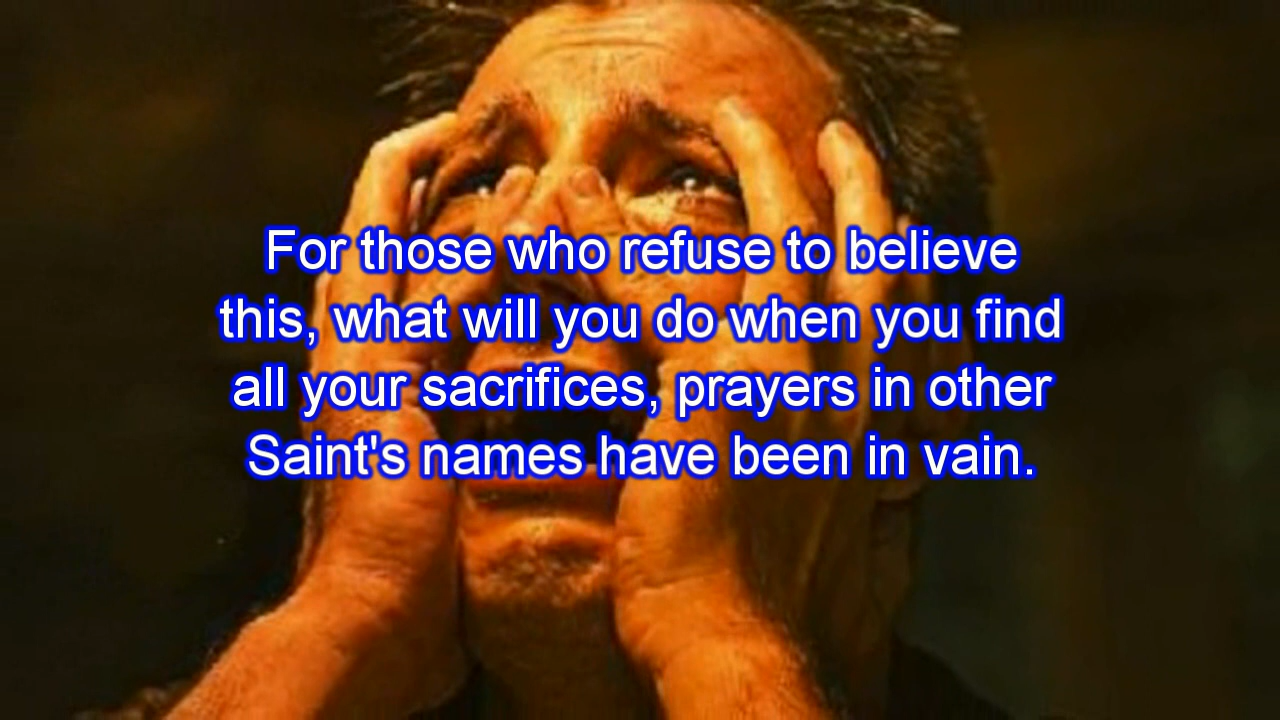 For those who refuse to believe
this, what will you do when you find
all your sacrifices, prayers in other
Saint's names have been in vain.